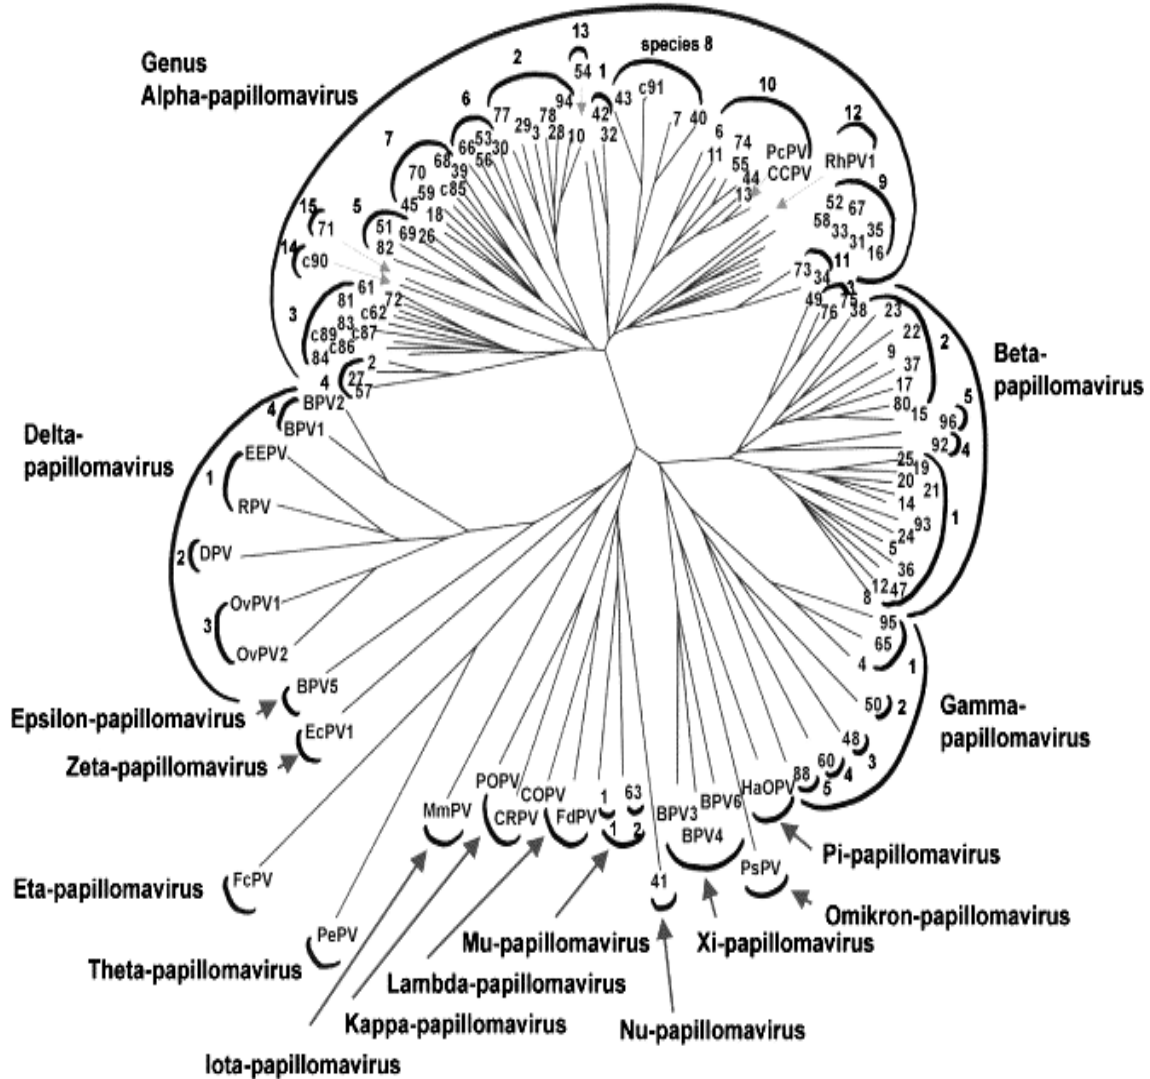 Genus
Alpha-papillomavirus
13
2
54
1
species 8
c91
43
42
32
7
40
10
6
11
74
55
44
13
PcPV
CCPV
12
RhPV1
9
52
67
58
33
31
35
16
11
73
34
6
77
94
78
29
3
28
10
7
53
66
30
56
68
39
70
59
c85
45
18
5
51
69
26
82
15
71
14
c90
61
81
72
c62
3
83
c89
c87
c86
84
2
4
27
57
3
49
76
75
38
23
2
22
9
37
17
80
15
5
96
92
4
25
19
20
21
14
1
93
24
5
36
12
47
8
Beta-
papillomavirus
Delta-
papillomavirus
4
BPV2
BPV1
EEPV
1
RPV
2
DPV
OvPV1
3
OvPV2
BPV5
Epsilon-papillomavirus
EcPV1
Zeta-papillomavirus
95
65
4
1
50
2
48
3
60
4
88
5
Gamma-
papillomavirus
HaOPV
Pi-papillomavirus
PsPV
Omikron-papillomavirus
BPV3
BPV6
BPV4
Xi-papillomavirus
41
Nu-papillomavirus
1
63
1
2
Mu-papillomavirus
COPV
FdPV
Lambda-papillomavirus
POPV
CRPV
Kappa-papillomavirus
MmPV
Iota-papillomavirus
FcPV
Eta-papillomavirus
PePV
Theta-papillomavirus